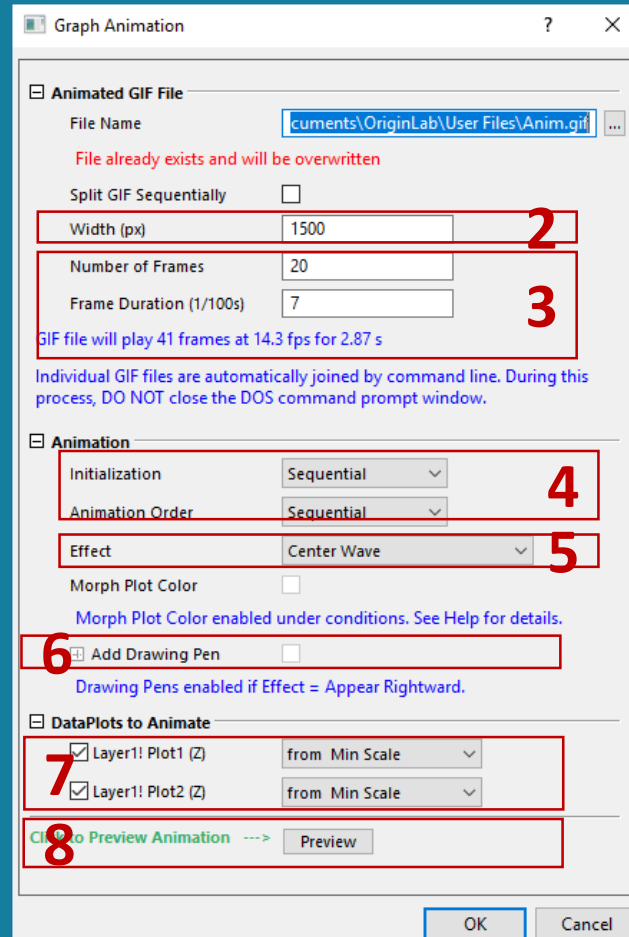 Graph Animation ? ×
Animated GIF File
File Name cuments\OriginLab\User Files\Anim.gif ...
File already exists and will be overwritten
Split GIF Sequentially
Width (px) 1500 2
Number of Frames 20
Frame Duration (1/100s) 7 3
GIF file will play 41 frames at 14.3 fps for 2.87 s
Individual GIF files are automatically joined by command line. During this
process, DO NOT close the DOS command prompt window.
Animation
Initialization Sequential 4
Animation Order Sequential
Effect Center Wave 5
Morph Plot Color
Morph Plot Color enabled under conditions. See Help for details.
6 Add Drawing Pen
Drawing Pens enabled if Effect = Appear Rightward.
DataPlots to Animate
Layer1! Plot1 (Z) from Min Scale
7
Layer1! Plot2 (Z) from Min Scale
Click to Preview Animation ---> Preview
8
OK Cancel